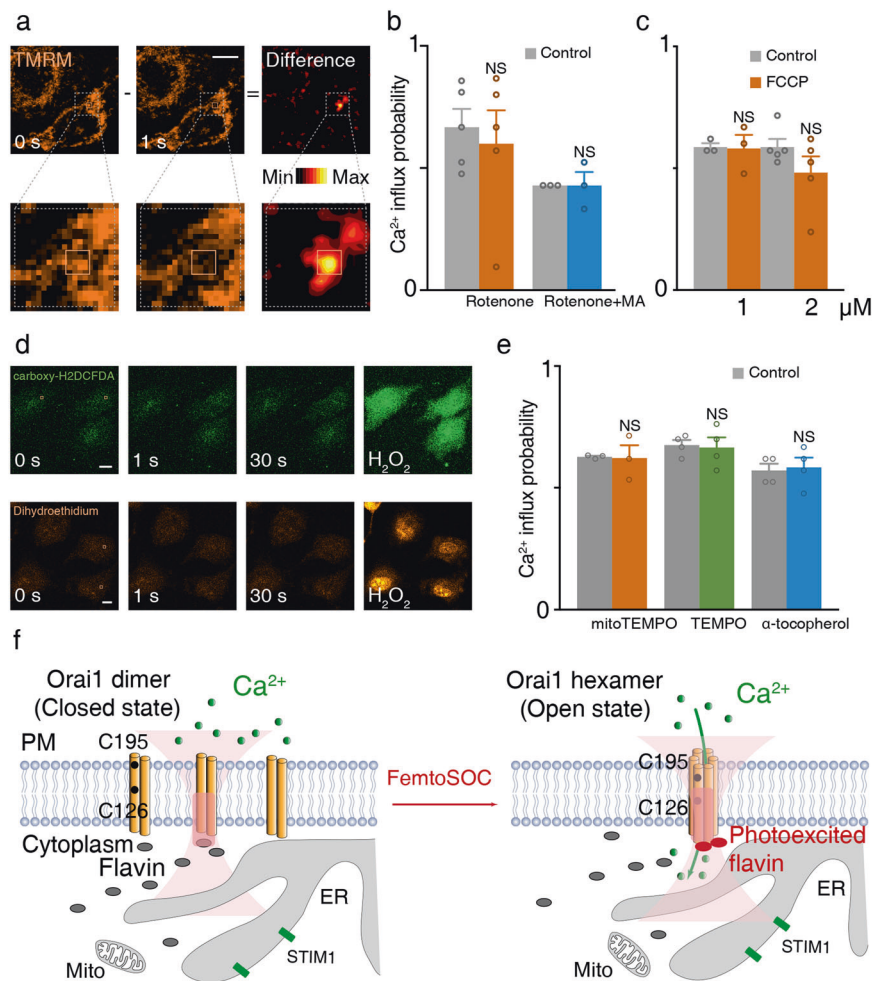 a
TMRM
0 s
-
1 s
=
Difference
Min
Max
b
Ca²⁺ influx probability
1
0
Control
NS
NS
Rotenone
Rotenone+MA
c
1
0
Control
FCCP
NS
NS
1
2
μM
d
carboxy-H2DCFDA
0 s
1 s
30 s
H₂O₂
Dihydroethidium
0 s
1 s
30 s
H₂O₂
e
Ca²⁺ influx probability
1
0
Control
NS
NS
NS
mitoTEMPO
TEMPO
α-tocopherol
f
Orai1 dimer
(Closed state)
Ca²⁺
PM
C195
C126
Cytoplasm
Flavin
ER
STIM1
Mito
FemtoSOC
Orai1 hexamer
(Open state)
Ca²⁺
C195
C126
Photoexcited
flavin
ER
STIM1
Mito